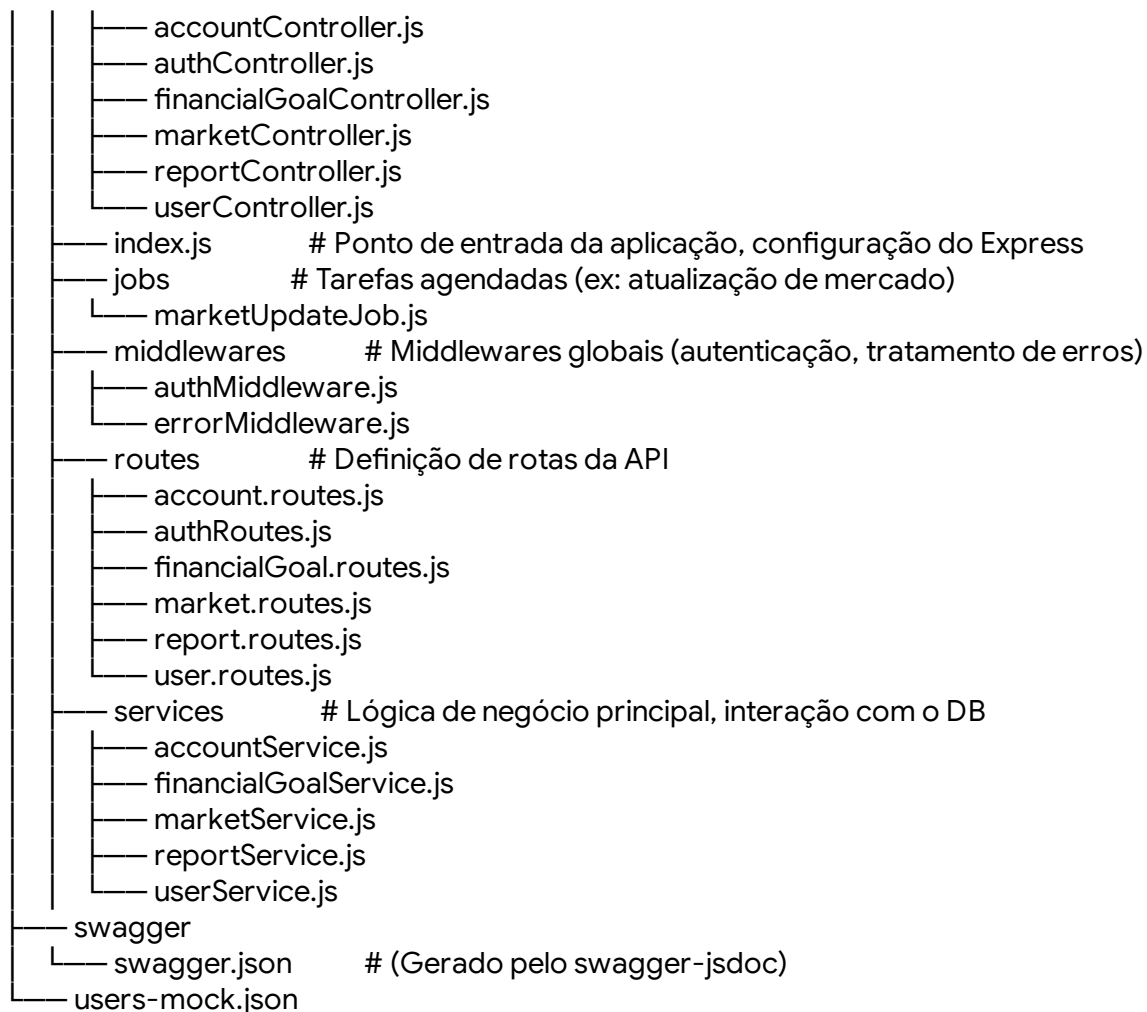 │   │   ├── accountController.js
│   │   ├── authController.js
│   │   ├── financialGoalController.js
│   │   ├── marketController.js
│   │   ├── reportController.js
│   │   └── userController.js
│   ├── index.js # Ponto de entrada da aplicação, configuração do Express
│   ├── jobs # Tarefas agendadas (ex: atualização de mercado)
│   │   └── marketUpdateJob.js
│   ├── middlewares # Middlewares globais (autenticação, tratamento de erros)
│   │   ├── authMiddleware.js
│   │   └── errorMiddleware.js
│   ├── routes # Definição de rotas da API
│   │   ├── account.routes.js
│   │   ├── authRoutes.js
│   │   ├── financialGoal.routes.js
│   │   ├── market.routes.js
│   │   ├── report.routes.js
│   │   └── user.routes.js
│   ├── services # Lógica de negócio principal, interação com o DB
│   │   ├── accountService.js
│   │   ├── financialGoalService.js
│   │   ├── marketService.js
│   │   ├── reportService.js
│   │   └── userService.js
├── swagger
│   └── swagger.json # (Gerado pelo swagger-jsdoc)
└── users-mock.json